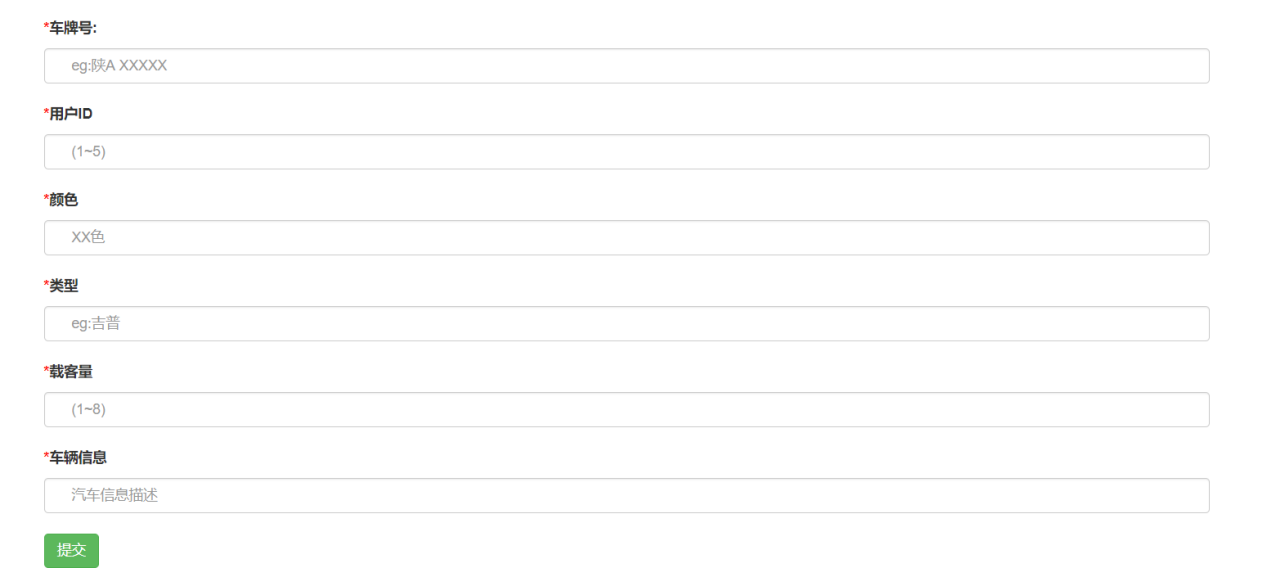 *车牌号:
eg:陕A XXXXX
*用户ID
(1~5)
*颜色
XX色
*类型
eg:吉普
*载客量
(1~8)
*车辆信息
汽车信息描述
提交